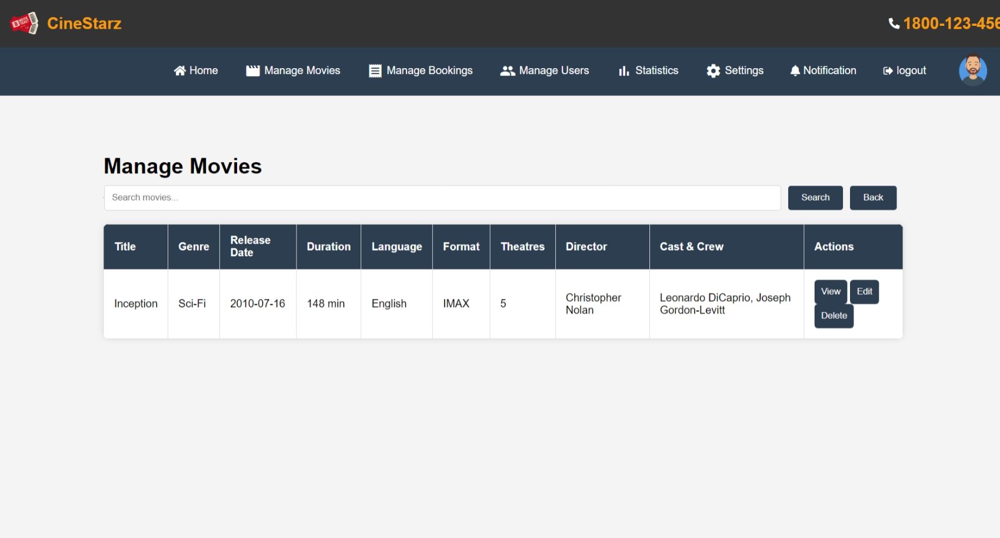 CineStarz
1800-123-456
Home Manage Movies Manage Bookings Manage Users Statistics Settings Notification logout
Manage Movies
Search movies...
Search Back
Title Genre Release Date Duration Language Format Theatres Director Cast & Crew Actions
Inception Sci-Fi 2010-07-16 148 min English IMAX 5 Christopher Nolan Leonardo DiCaprio, Joseph Gordon-Levitt View Edit
Delete